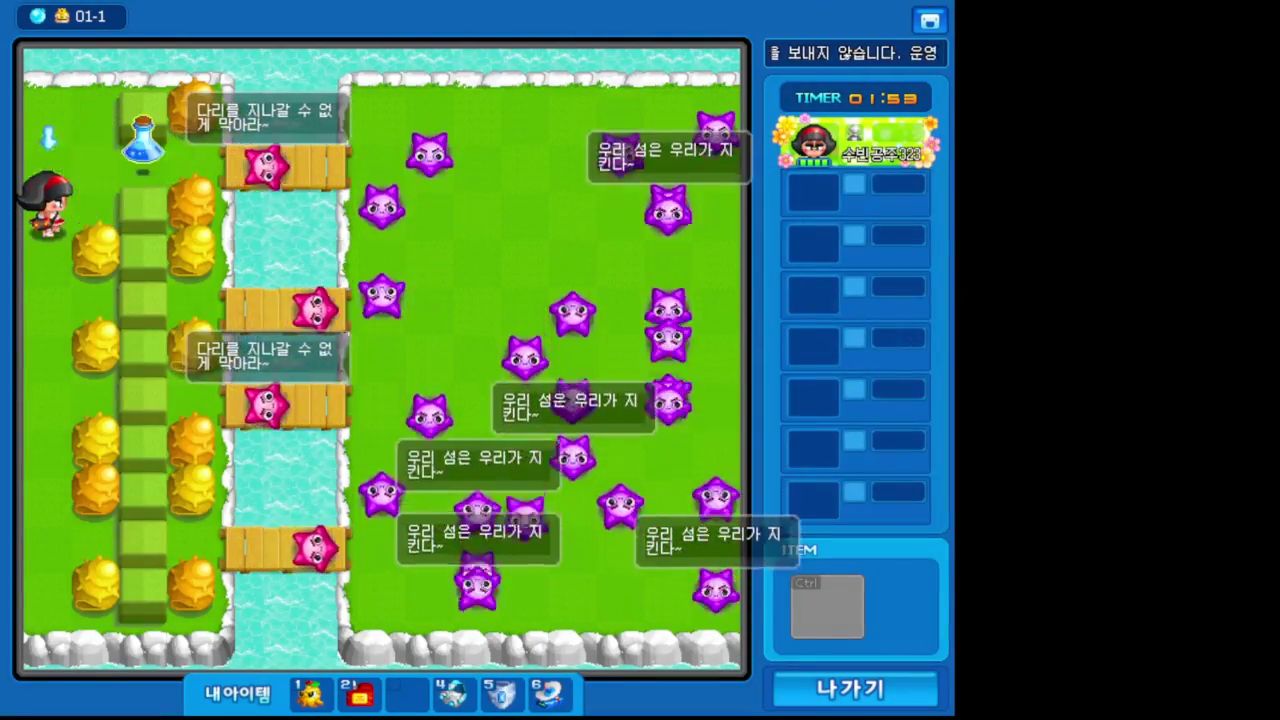 01-1
을 보내지 않습니다. 운영
TIMER 01:53
수빈공주323
다리를 지나갈 수 없
게 막아라~
우리 섬은 우리가 지
킨다~
다리를 지나갈 수 없
게 막아라~
우리 섬은 우리가 지
킨다~
우리 섬은 우리가 지
킨다~
우리 섬은 우리가 지
킨다~
우리 섬은 우리가 지
킨다~
ITEM
Ctrl
내아이템
1 2 4 5 6
나가기